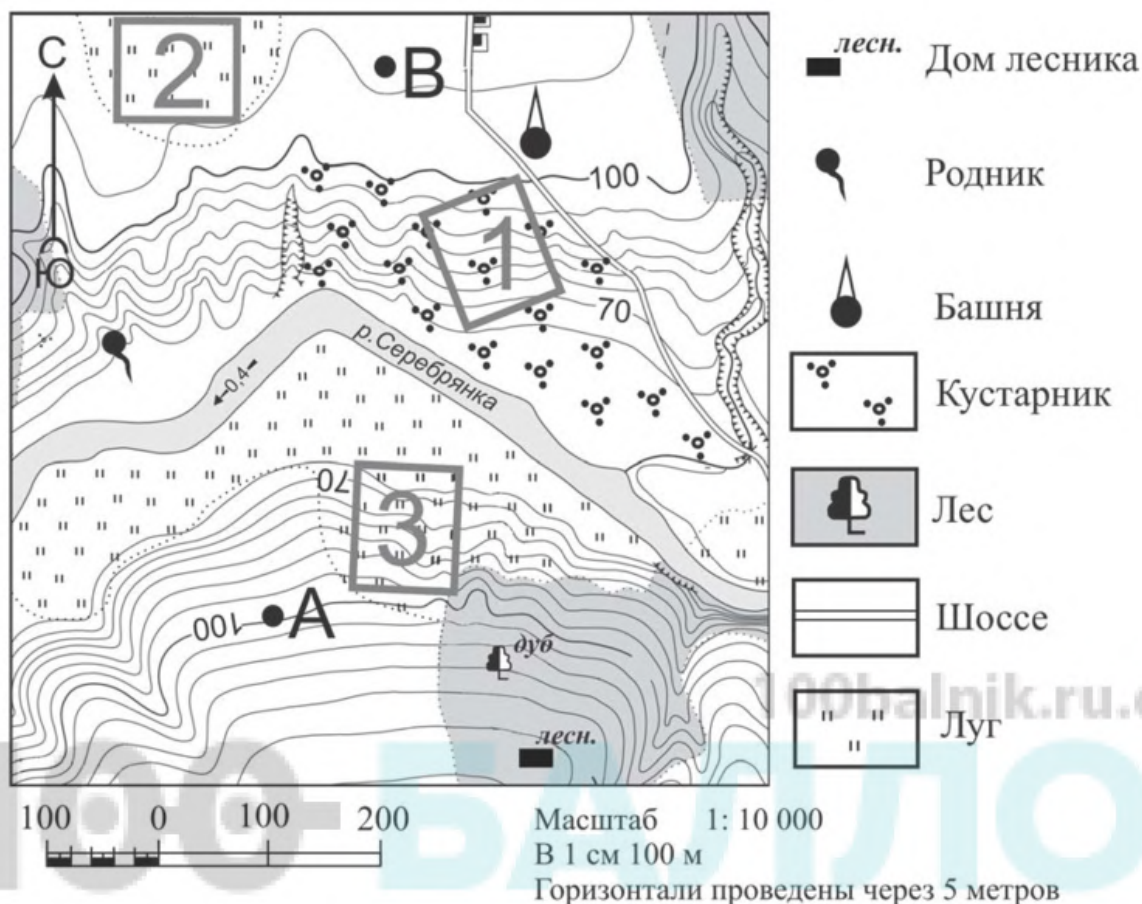 С
Ю
2
В
100
1
70
р. Серебрянка
0,4
70
3
100
А
дуб
лесн.
лесн.
Дом лесника
Родник
Башня
Кустарник
Лес
Шоссе
Луг
100balnik.ru.c
100 БАЛЛО
100 0 100 200
Масштаб 1: 10 000
В 1 см 100 м
Горизонтали проведены через 5 метров